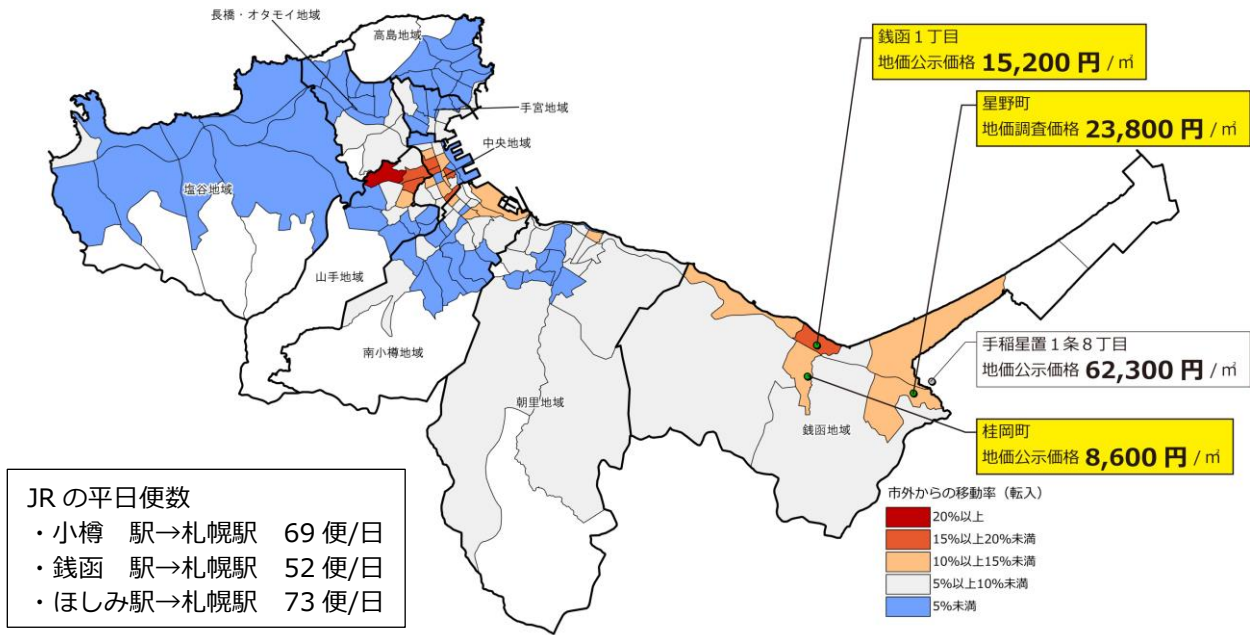 長橋・オタモイ地域
高島地域
手宮地域
中央地域
塩谷地域
山手地域
南小樽地域
朝里地域
銭函地域
銭函１丁目
地価公示価格 15,200 円 / ㎡
星野町
地価調査価格 23,800 円 / ㎡
手稲星置１条８丁目
地価公示価格 62,300 円 / ㎡
桂岡町
地価公示価格 8,600 円 / ㎡
市外からの移動率（転入）
20%以上
15%以上20%未満
10%以上15%未満
5%以上10%未満
5%未満
JR の平日便数
・小樽　駅→札幌駅　69 便/日
・銭函　駅→札幌駅　52 便/日
・ほしみ駅→札幌駅　73 便/日